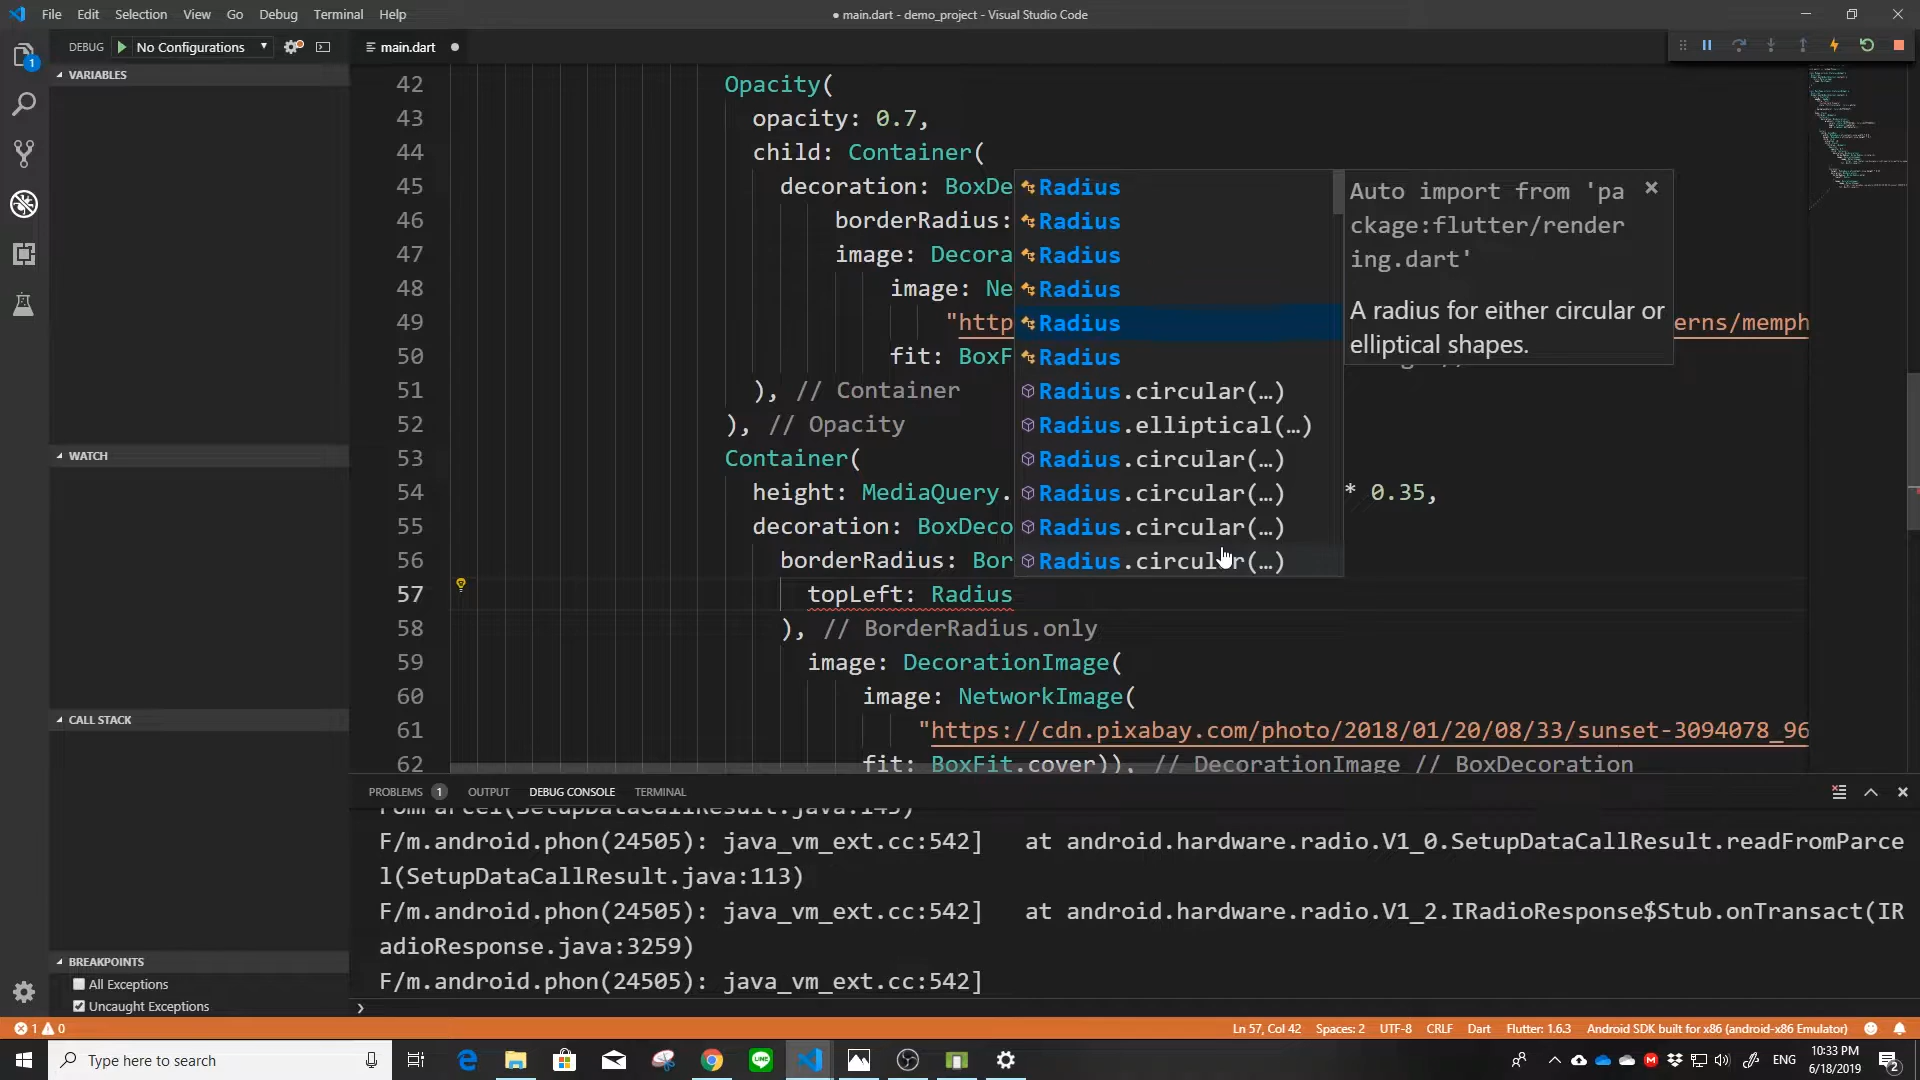 File Edit Selection View Go Debug Terminal Help
● main.dart - demo_project - Visual Studio Code
DEBUG No Configurations
main.dart
VARIABLES
42 Opacity(
43 opacity: 0.7,
44 child: Container(
45 decoration: BoxDe
46 borderRadius:
47 image: Decora
48 image: Ne
49 "http erns/memph
50 fit: BoxF
51 ), // Container
52 ), // Opacity
53 Container(
54 height: MediaQuery. * 0.35,
55 decoration: BoxDeco
56 borderRadius: Bor
57 topLeft: Radius
58 ), // BorderRadius.only
59 image: DecorationImage(
60 image: NetworkImage(
61 "https://cdn.pixabay.com/photo/2018/01/20/08/33/sunset-3094078_96
62 fit: BoxFit.cover)), // DecorationImage // BoxDecoration
Radius
Radius
Radius
Radius
Radius
Radius
Radius.circular(…)
Radius.elliptical(…)
Radius.circular(…)
Radius.circular(…)
Radius.circular(…)
Radius.circular(…)
Auto import from 'pa
ckage:flutter/render
ing.dart'
A radius for either circular or
elliptical shapes.
WATCH
CALL STACK
BREAKPOINTS
All Exceptions
Uncaught Exceptions
PROBLEMS 1 OUTPUT DEBUG CONSOLE TERMINAL
romParcel(SetupDataCallResult.java:145)
F/m.android.phon(24505): java_vm_ext.cc:542] at android.hardware.radio.V1_0.SetupDataCallResult.readFromParce
l(SetupDataCallResult.java:113)
F/m.android.phon(24505): java_vm_ext.cc:542] at android.hardware.radio.V1_2.IRadioResponse$Stub.onTransact(IR
adioResponse.java:3259)
F/m.android.phon(24505): java_vm_ext.cc:542]
1 0
Ln 57, Col 42 Spaces: 2 UTF-8 CRLF Dart Flutter: 1.6.3 Android SDK built for x86 (android-x86 Emulator)
Type here to search
ENG
10:33 PM
6/18/2019
2